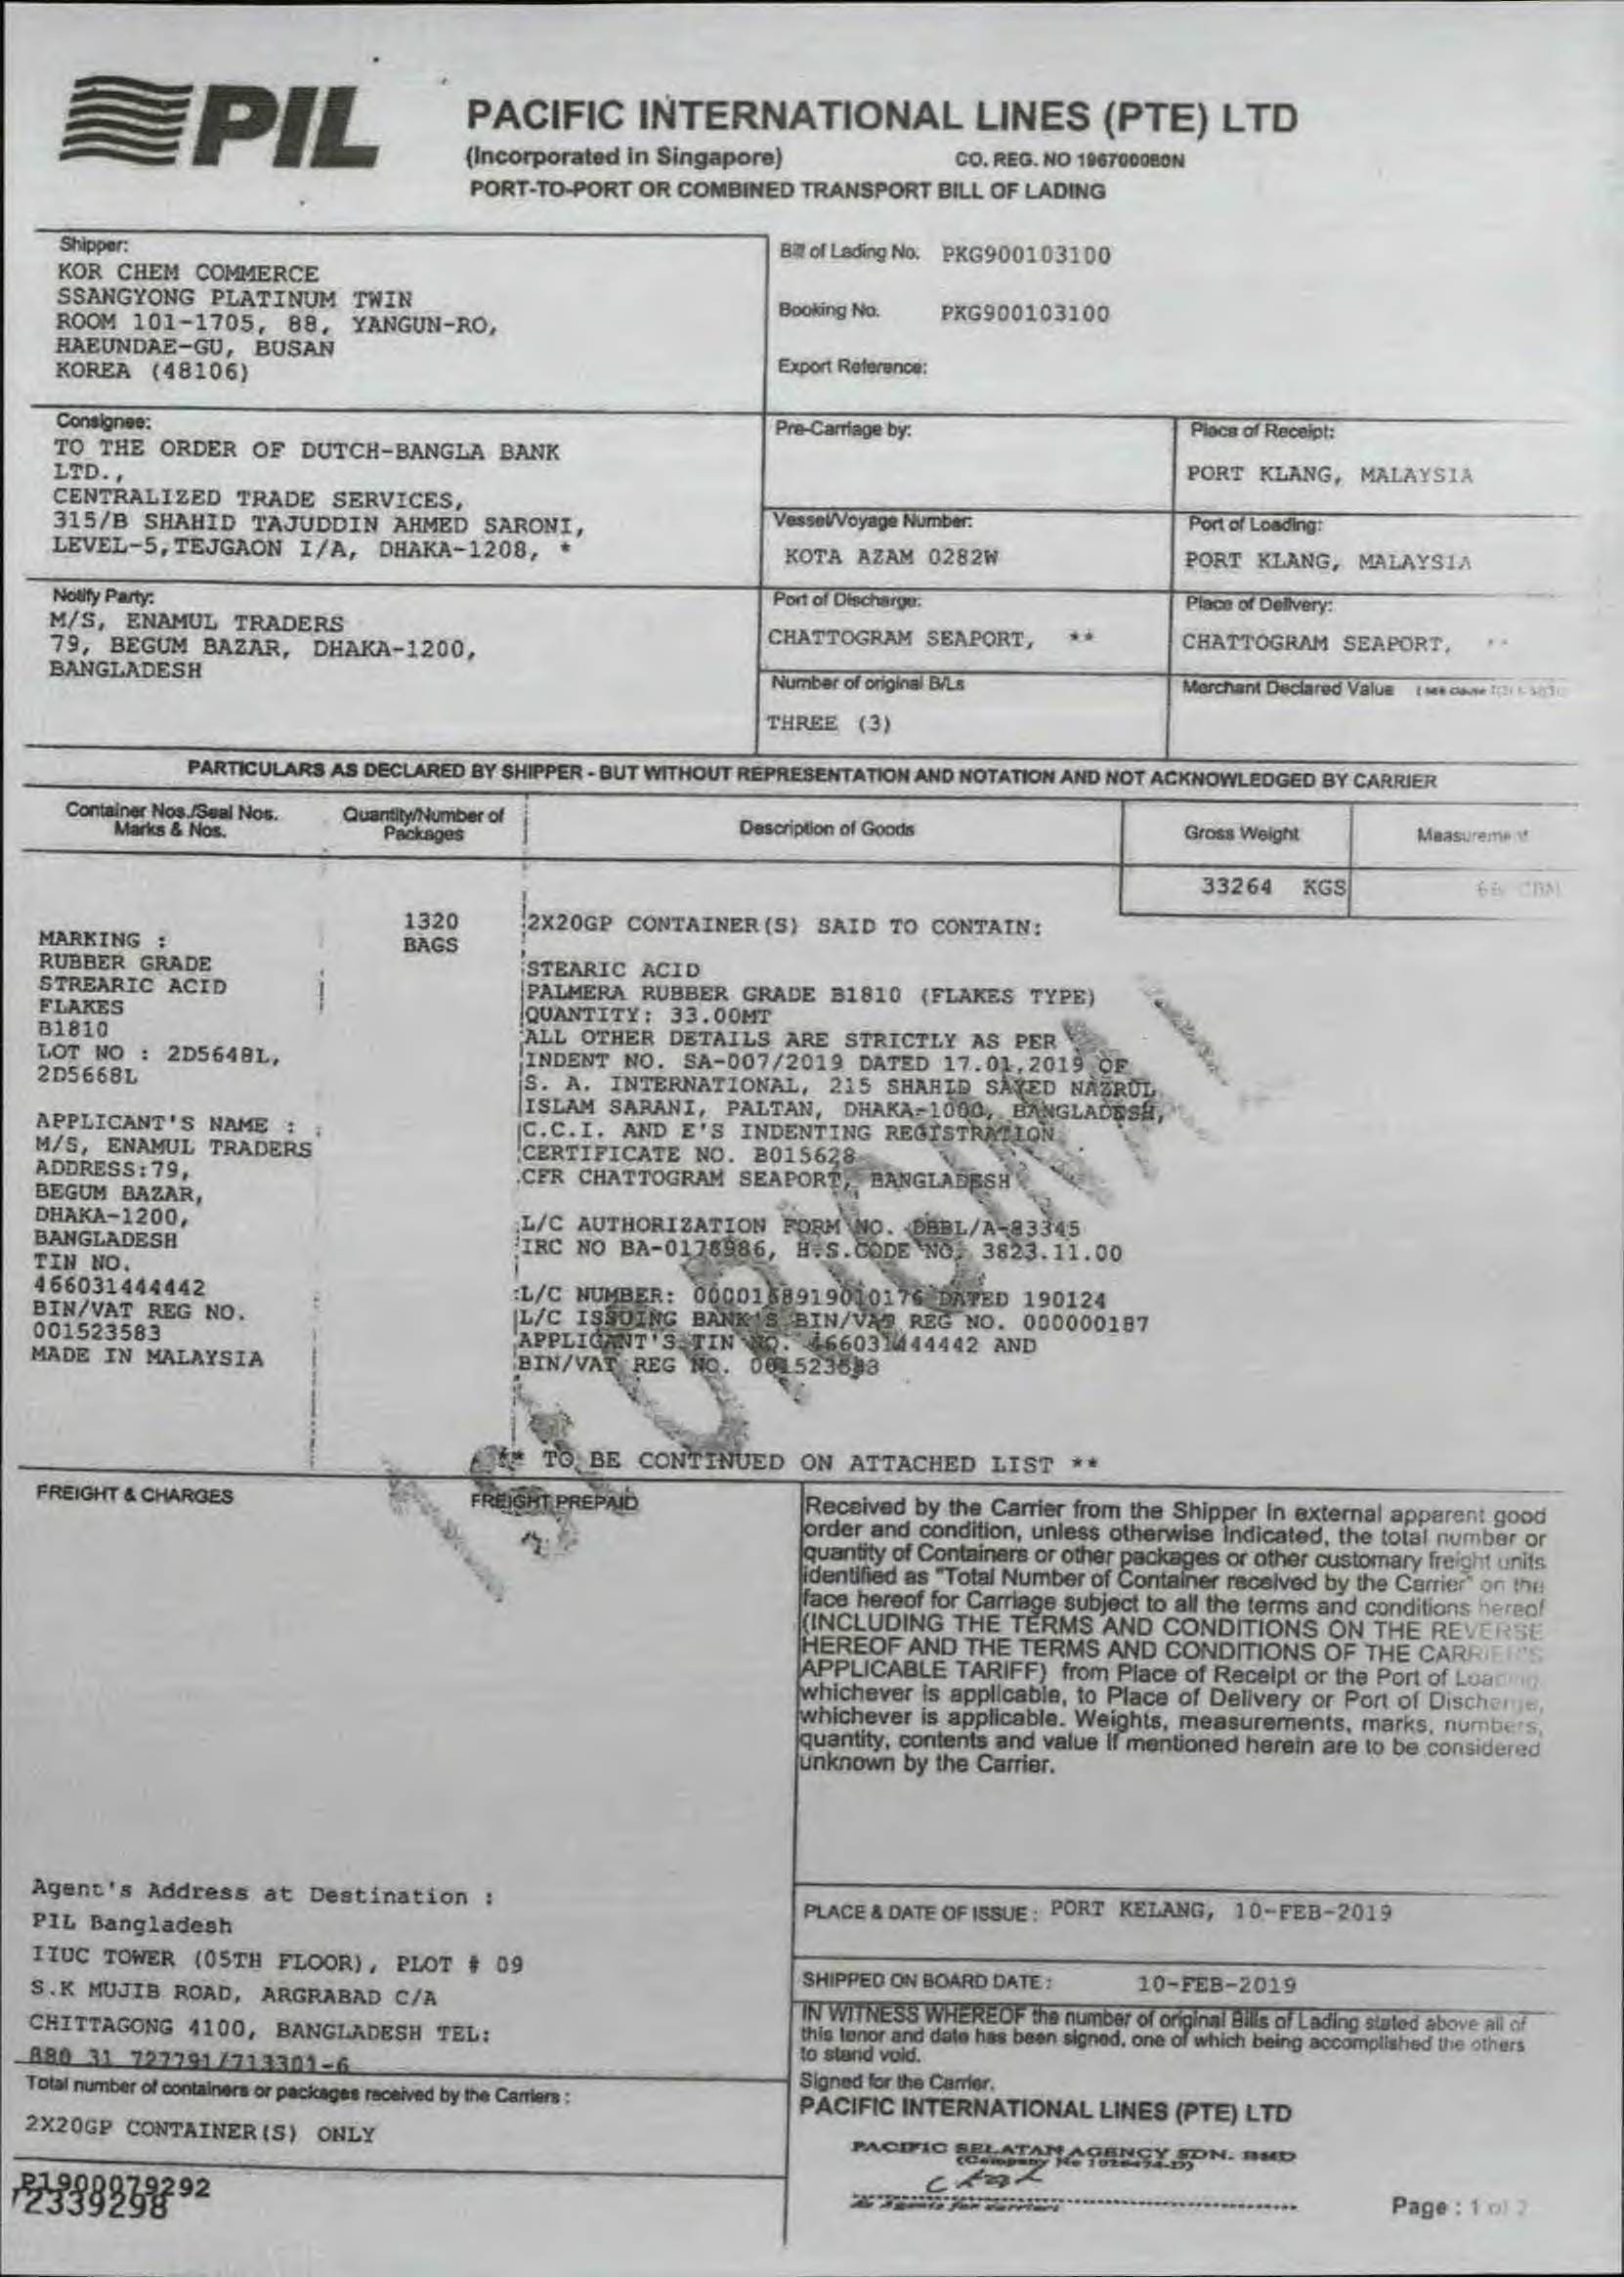 PIL
PACIFIC INTERNATIONAL LINES (PTE) LTD
(Incorporated in Singapore) CO. REG. NO 196700080N
PORT-TO-PORT OR COMBINED TRANSPORT BILL OF LADING
Shipper:
KOR CHEM COMMERCE
SSANGYONG PLATINUM TWIN
ROOM 101-1705, 88, YANGUN-RO,
HAEUNDAE-GU, BUSAN
KOREA (48106)
Bill of Lading No. PKG900103100
Booking No. PKG900103100
Export Reference:
Consignee:
TO THE ORDER OF DUTCH-BANGLA BANK
LTD.,
CENTRALIZED TRADE SERVICES,
315/B SHAHID TAJUDDIN AHMED SARONI,
LEVEL-5,TEJGAON I/A, DHAKA-1208, *
Pre-Carriage by:
Place of Receipt:
PORT KLANG, MALAYSIA
Vessel/Voyage Number:
KOTA AZAM 0282W
Port of Loading:
PORT KLANG, MALAYSIA
Notify Party:
M/S, ENAMUL TRADERS
79, BEGUM BAZAR, DHAKA-1200,
BANGLADESH
Port of Discharge:
CHATTOGRAM SEAPORT, **
Place of Delivery:
CHATTOGRAM SEAPORT,
Number of original B/Ls
THREE (3)
Merchant Declared Value
PARTICULARS AS DECLARED BY SHIPPER - BUT WITHOUT REPRESENTATION AND NOTATION AND NOT ACKNOWLEDGED BY CARRIER
Container Nos./Seal Nos.
Marks & Nos.
Quantity/Number of
Packages
Description of Goods
Gross Weight
Measurement
33264 KGS
CBM
MARKING :
RUBBER GRADE
STREARIC ACID
FLAKES
B1810
LOT NO : 2D5648L,
2D5668L
APPLICANT'S NAME :
M/S, ENAMUL TRADERS
ADDRESS:79,
BEGUM BAZAR,
DHAKA-1200,
BANGLADESH
TIN NO.
466031444442
BIN/VAT REG NO.
001523583
MADE IN MALAYSIA
1320
BAGS
2X20GP CONTAINER(S) SAID TO CONTAIN:
STEARIC ACID
PALMERA RUBBER GRADE B1810 (FLAKES TYPE)
QUANTITY: 33.00MT
ALL OTHER DETAILS ARE STRICTLY AS PER
INDENT NO. SA-007/2019 DATED 17.01.2019 OF
S. A. INTERNATIONAL, 215 SHAHID SAYED NAZRUL
ISLAM SARANI, PALTAN, DHAKA-1000, BANGLADESH,
C.C.I. AND E'S INDENTING REGISTRATION
CERTIFICATE NO. B015628
CFR CHATTOGRAM SEAPORT, BANGLADESH
L/C AUTHORIZATION FORM NO. DBBL/A-83345
IRC NO BA-0178986, H.S.CODE NO. 3823.11.00
L/C NUMBER: 0000168919010176 DATED 190124
L/C ISSUING BANK'S BIN/VAT REG NO. 000000187
APPLICANT'S TIN NO. 466031444442 AND
BIN/VAT REG NO. 001523583
** TO BE CONTINUED ON ATTACHED LIST **
ORIGINAL
FREIGHT & CHARGES
FREIGHT PREPAID
Received by the Carrier from the Shipper in external apparent good
order and condition, unless otherwise indicated, the total number or
quantity of Containers or other packages or other customary freight units
identified as "Total Number of Container received by the Carrier" on the
face hereof for Carriage subject to all the terms and conditions hereof
(INCLUDING THE TERMS AND CONDITIONS ON THE REVERSE
HEREOF AND THE TERMS AND CONDITIONS OF THE CARRIER'S
APPLICABLE TARIFF) from Place of Receipt or the Port of Loading
whichever is applicable, to Place of Delivery or Port of Discharge,
whichever is applicable. Weights, measurements, marks, numbers,
quantity, contents and value if mentioned herein are to be considered
unknown by the Carrier.
Agent's Address at Destination :
PIL Bangladesh
IIUC TOWER (05TH FLOOR), PLOT # 09
S.K MUJIB ROAD, ARGRABAD C/A
CHITTAGONG 4100, BANGLADESH TEL:
880 31 727791/713301-6
PLACE & DATE OF ISSUE : PORT KELANG, 10-FEB-2019
SHIPPED ON BOARD DATE : 10-FEB-2019
IN WITNESS WHEREOF the number of original Bills of Lading stated above all of
this tenor and date has been signed, one of which being accomplished the others
to stand void.
Signed for the Carrier.
PACIFIC INTERNATIONAL LINES (PTE) LTD
Total number of containers or packages received by the Carriers :
2X20GP CONTAINER(S) ONLY
PACIFIC SELATAN AGENCY SDN. BHD
As Agents for carriers
P1900079292
72339298
Page : 1 of 2